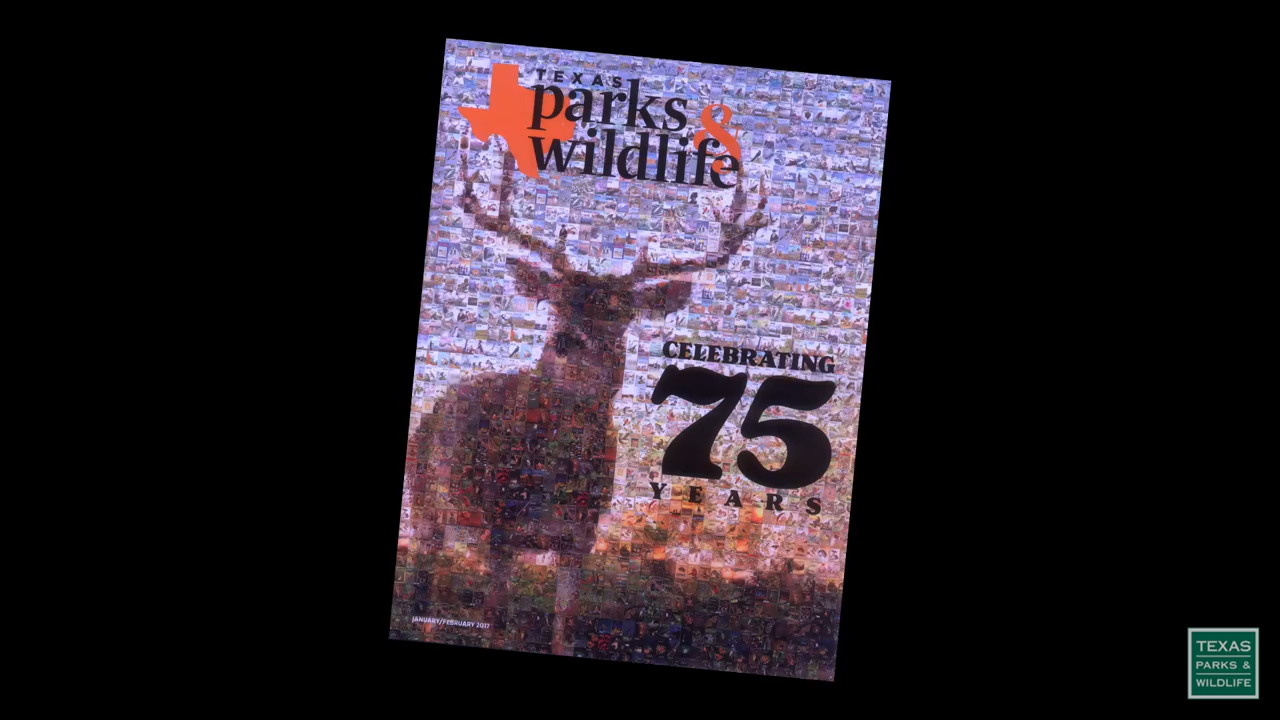 TEXAS
parks &
wildlife
CELEBRATING
75
YEARS
JANUARY/FEBRUARY 2017
TEXAS
PARKS &
WILDLIFE